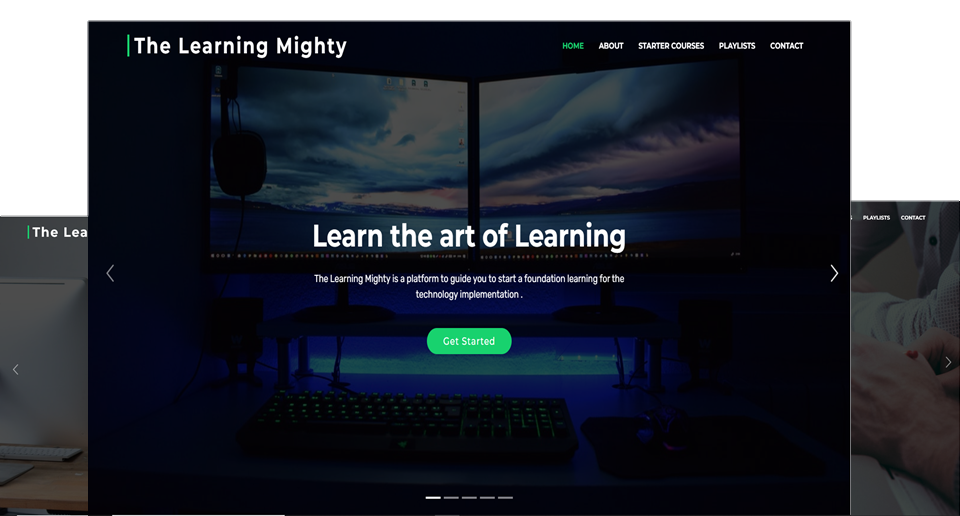 The Learning Mighty
HOME ABOUT STARTER COURSES PLAYLISTS CONTACT
Learn the art of Learning
The Learning Mighty is a platform to guide you to start a foundation learning for the
technology implementation .
Get Started
The Lea
PLAYLISTS CONTACT